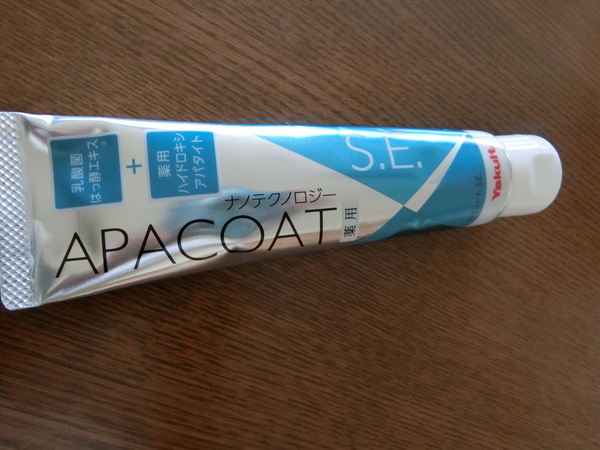 乳酸菌
はっ酵エキス®
+
薬用
ハイドロキシ
アパタイト
ナノテクノロジー
APACOAT
薬用
S.E.
Yakult